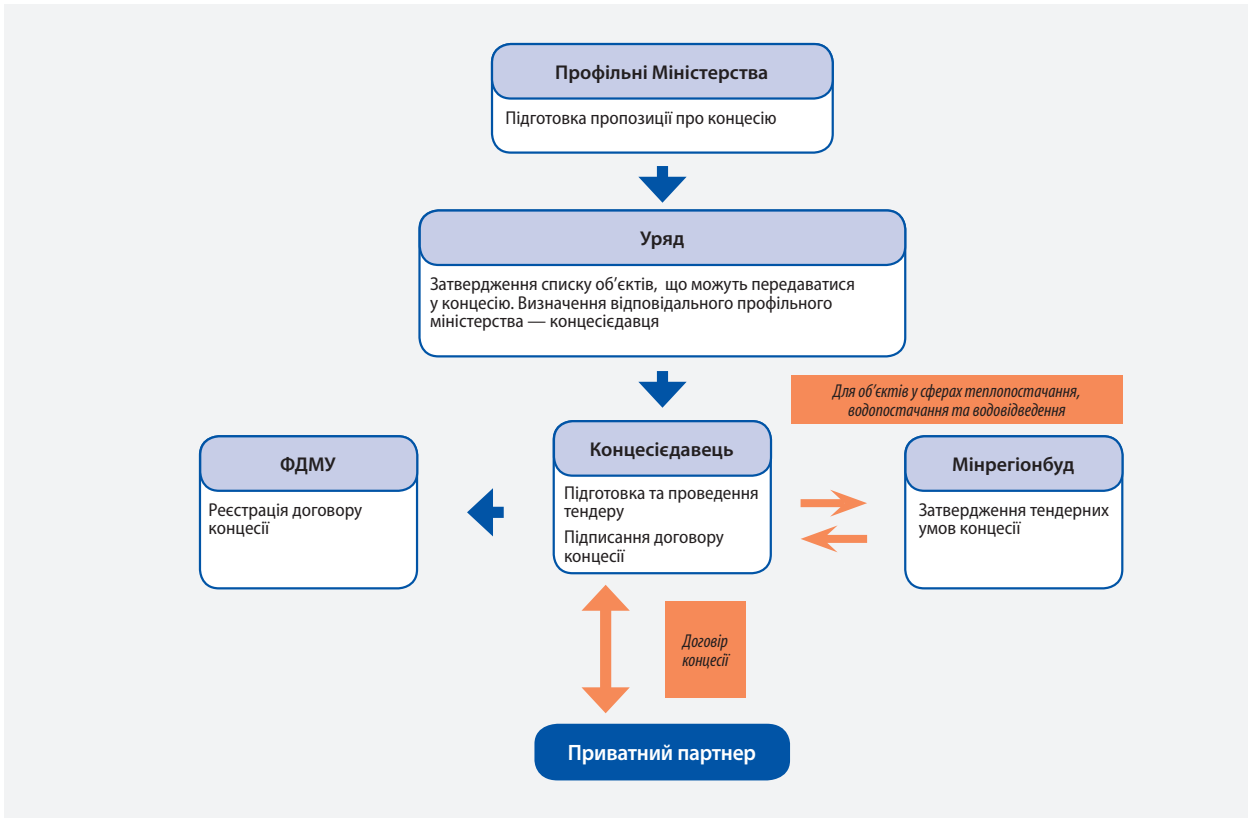 Профільні Міністерства
Підготовка пропозиції про концесію
Уряд
Затвердження списку об’єктів, що можуть передаватися
у концесію. Визначення відповідального профільного
міністерства — концесієдавця
Для об’єктів у сферах теплопостачання,
водопостачання та водовідведення
ФДМУ
Реєстрація договору
концесії
Концесієдавець
Підготовка та проведення
тендеру
Підписання договору
концесії
Мінрегіонбуд
Затвердження тендерних
умов концесії
Договір
концесії
Приватний партнер